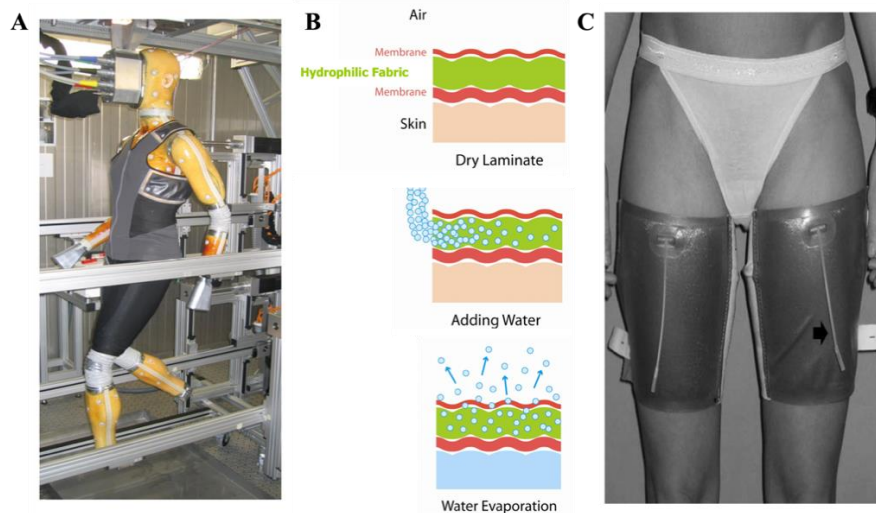 A
B
C
Air
Membrane
Hydrophilic Fabric
Membrane
Skin
Dry Laminate
Adding Water
Water Evaporation